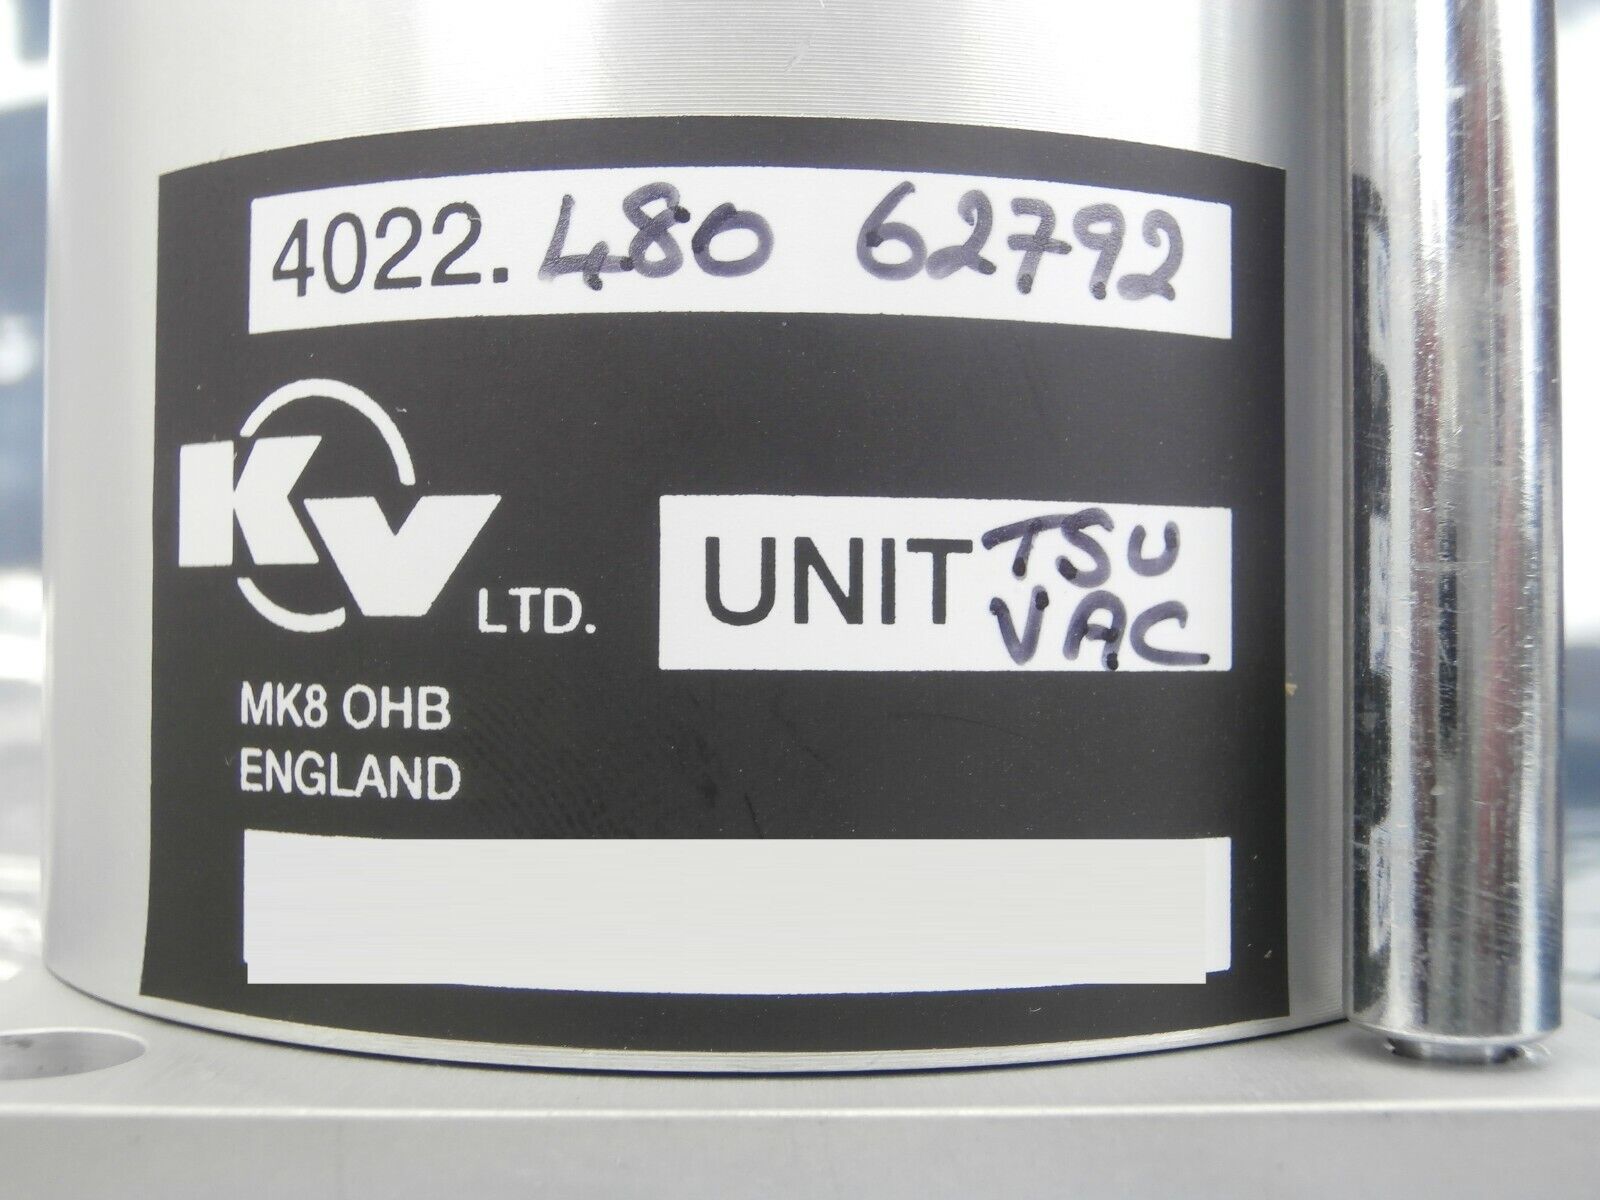 4022.480 62792
KV LTD.
UNIT TSU
VAC
MK8 OHB
ENGLAND